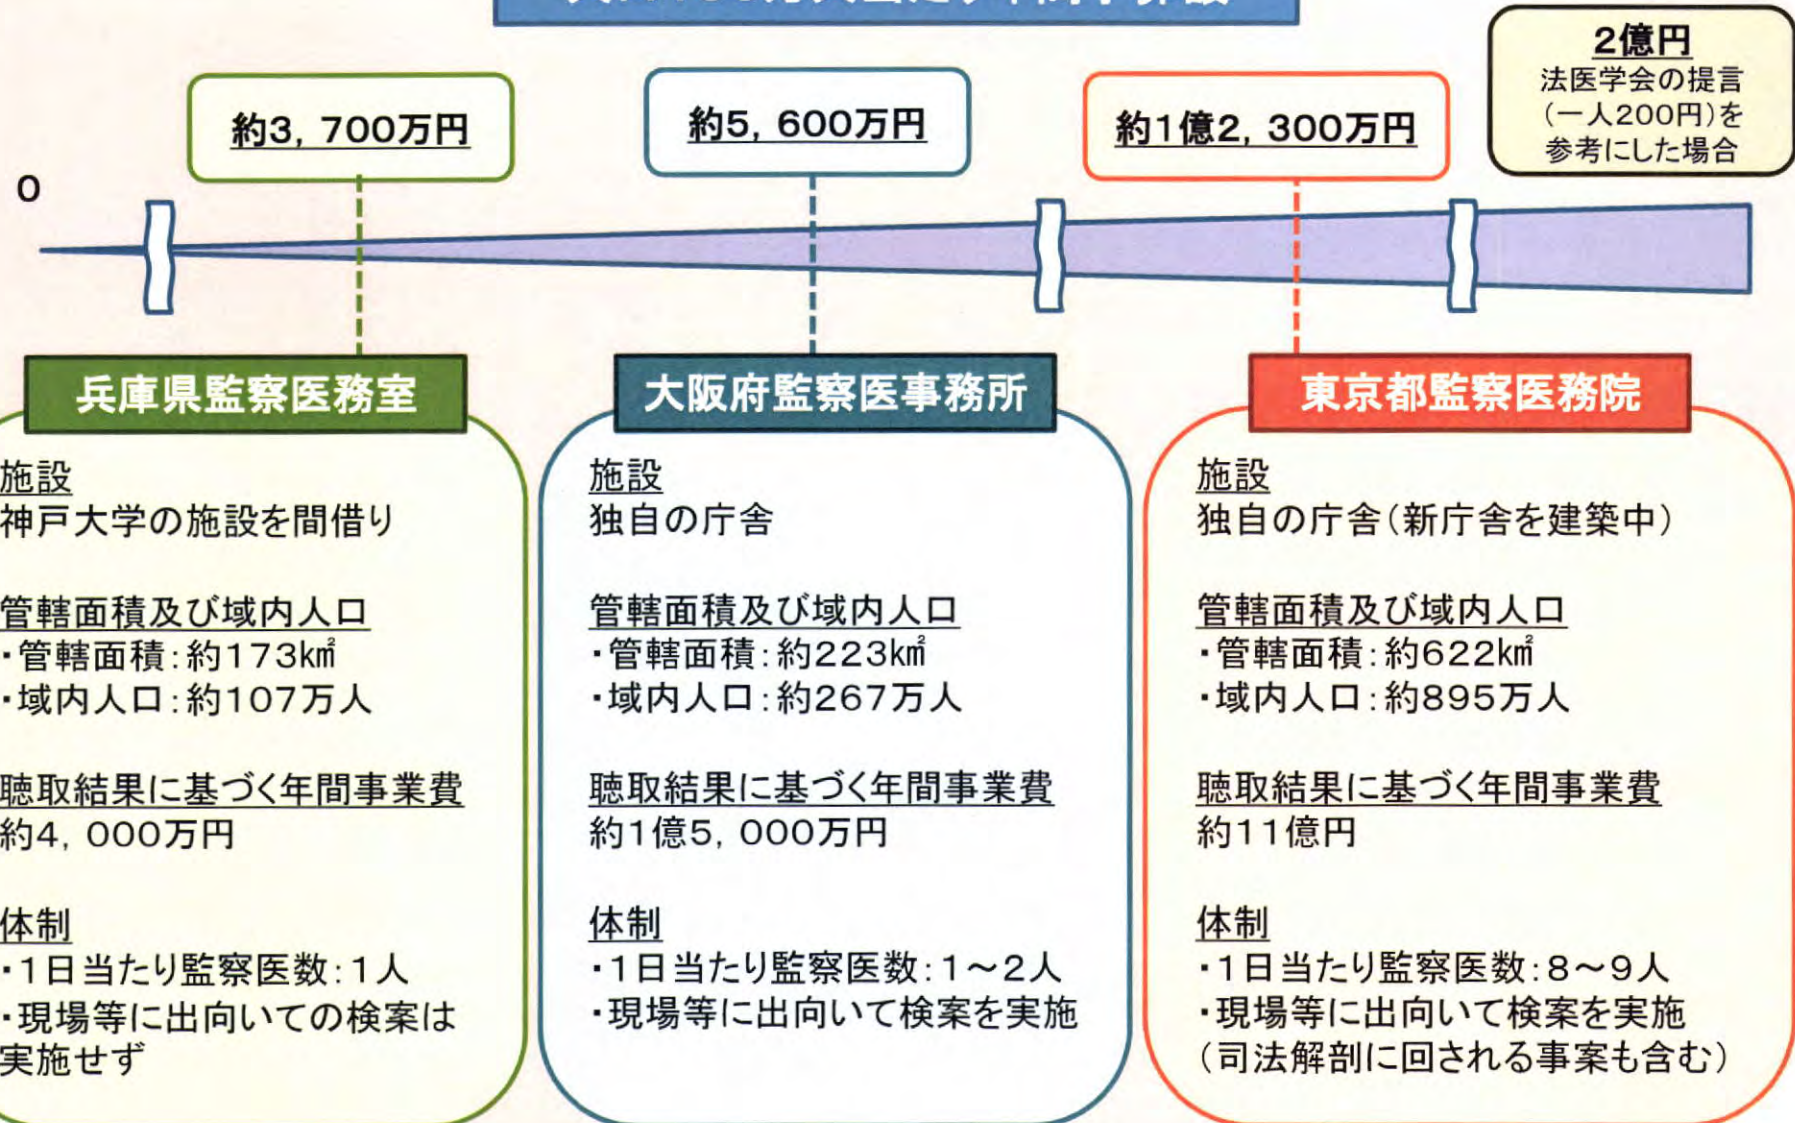 2億円
法医学会の提言
(一人200円)を
参考にした場合
約3,700万円
約5,600万円
約1億2,300万円
0
兵庫県監察医務室
施設
神戸大学の施設を間借り
管轄面積及び域内人口
・管轄面積:約173k㎡
・域内人口:約107万人
聴取結果に基づく年間事業費
約4,000万円
体制
・1日当たり監察医数:1人
・現場等に出向いての検案は
実施せず
大阪府監察医事務所
施設
独自の庁舎
管轄面積及び域内人口
・管轄面積:約223k㎡
・域内人口:約267万人
聴取結果に基づく年間事業費
約1億5,000万円
体制
・1日当たり監察医数:1～2人
・現場等に出向いて検案を実施
東京都監察医務院
施設
独自の庁舎(新庁舎を建築中)
管轄面積及び域内人口
・管轄面積:約622k㎡
・域内人口:約895万人
聴取結果に基づく年間事業費
約11億円
体制
・1日当たり監察医数:8～9人
・現場等に出向いて検案を実施
(司法解剖に回される事案も含む)